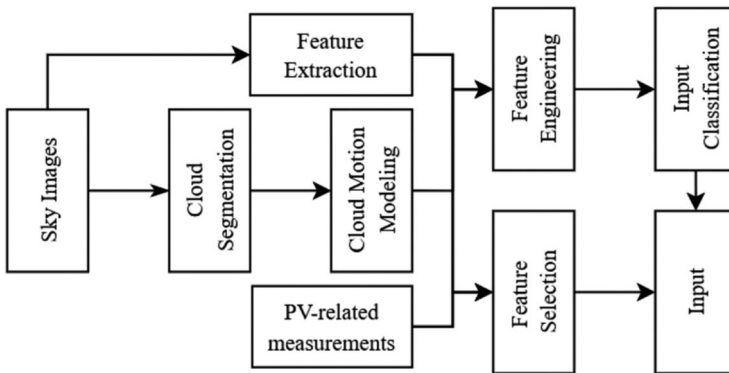 Feature
Extraction
Sky Images
Cloud
Segmentation
Cloud Motion
Modeling
PV-related
measurements
Feature
Engineering
Input
Classification
Feature
Selection
Input